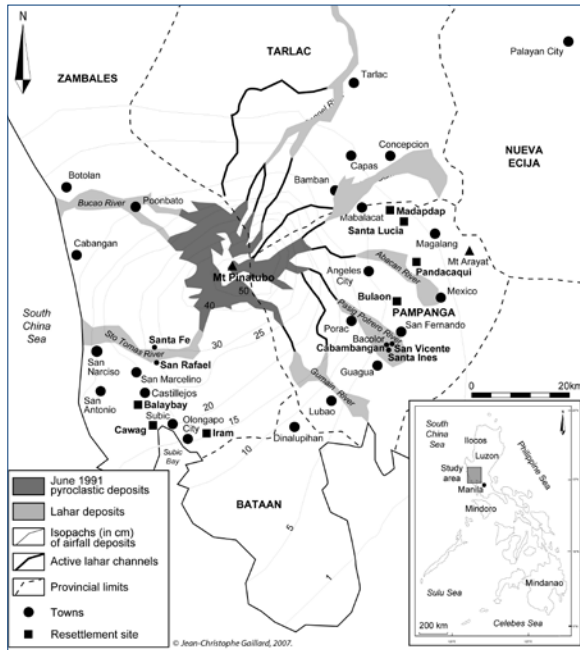 N
TARLAC
ZAMBALES
Palayan City
Tarlac
NUEVA
ECIJA
Concepcion
Capas
Bamban
Botolan
Poonbato
Bucao River
Mabalacat
Madapdap
Santa Lucia
Magalang
Mt Arayat
Cabangan
Mt Pinatubo
Angeles
City
Abacan River
Pandacaqui
50
Bulaon
Mexico
40
PAMPANGA
South
China
Sea
Pasig Potrero River
Porac
San Fernando
25
30
Santa Fe
Sto Tomas River
Bacolor
San Vicente
Cabambangan
Santa Ines
San Rafael
San
Narciso
San Marcelino
Guagua
Gumain River
San
Antonio
Castillejos
Balaybay
20
Lubao
Subic
Olongapo
City
15
Cawag
Iram
Dinalupihan
10
Subic
Bay
BATAAN
5
1
0
10
20km
June 1991
pyroclastic deposits
Lahar deposits
Isopachs (in cm)
of airfall deposits
Active lahar channels
Provincial limits
Towns
Resettlement site
© Jean-Christophe Gaillard, 2007.
South
China
Sea
Ilocos
Luzon
Philippine Sea
Study
area
Manila
Mindoro
Mindanao
Sulu Sea
Celebes Sea
200 km